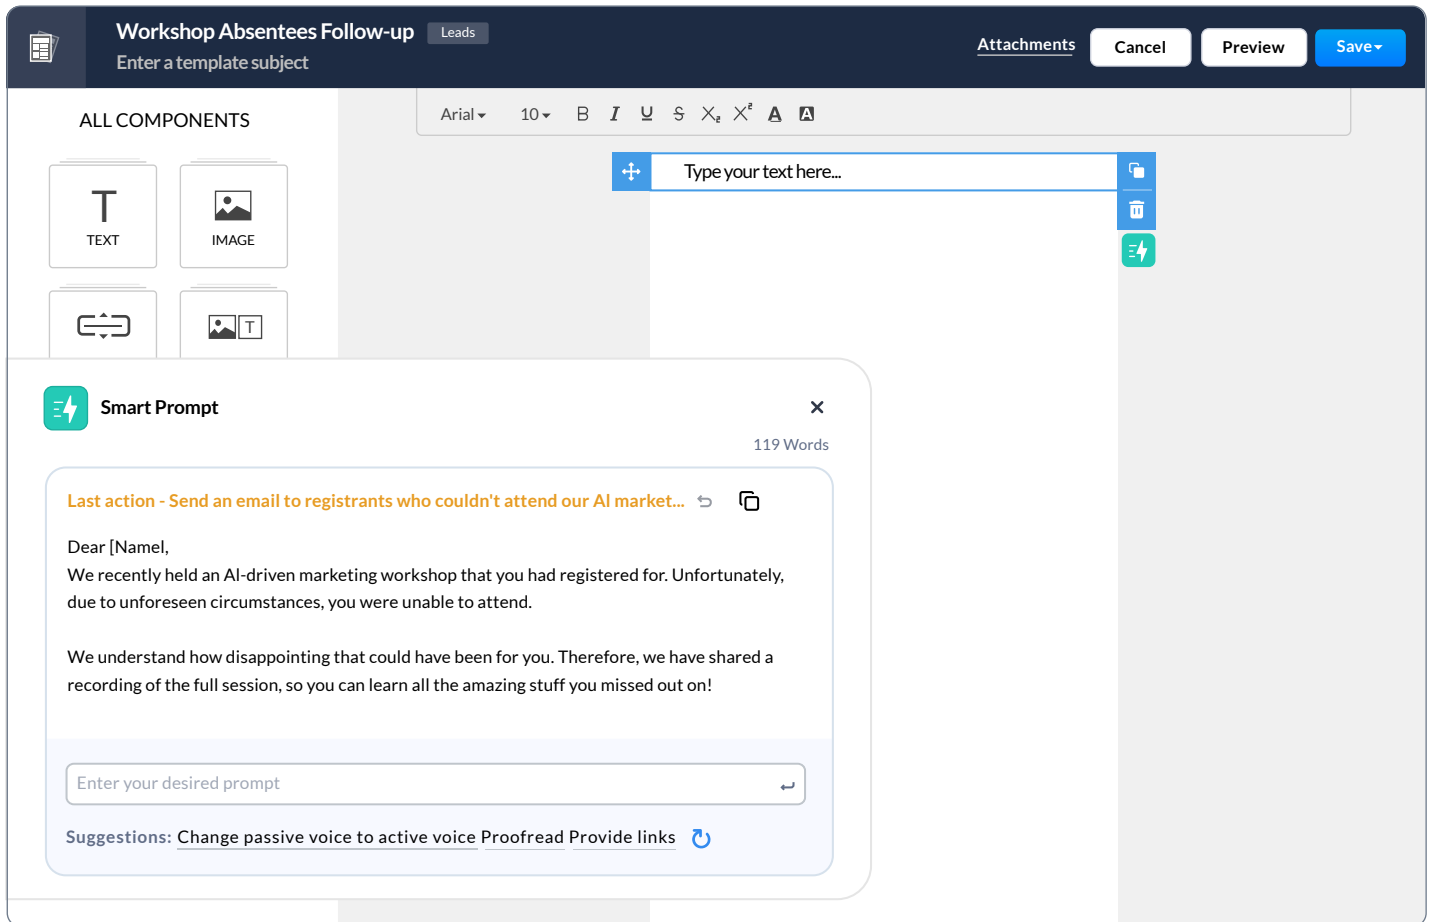 Workshop Absentees Follow-up Leads
Enter a template subject
Attachments Cancel Preview Save
ALL COMPONENTS
Arial 10 B I U S X2 X2 A A
Type your text here...
T
TEXT IMAGE
T
Smart Prompt
119 Words
Last action - Send an email to registrants who couldn't attend our AI market...
Dear [Namel,
We recently held an AI-driven marketing workshop that you had registered for. Unfortunately,
due to unforeseen circumstances, you were unable to attend.
We understand how disappointing that could have been for you. Therefore, we have shared a
recording of the full session, so you can learn all the amazing stuff you missed out on!
Enter your desired prompt
Suggestions: Change passive voice to active voice Proofread Provide links